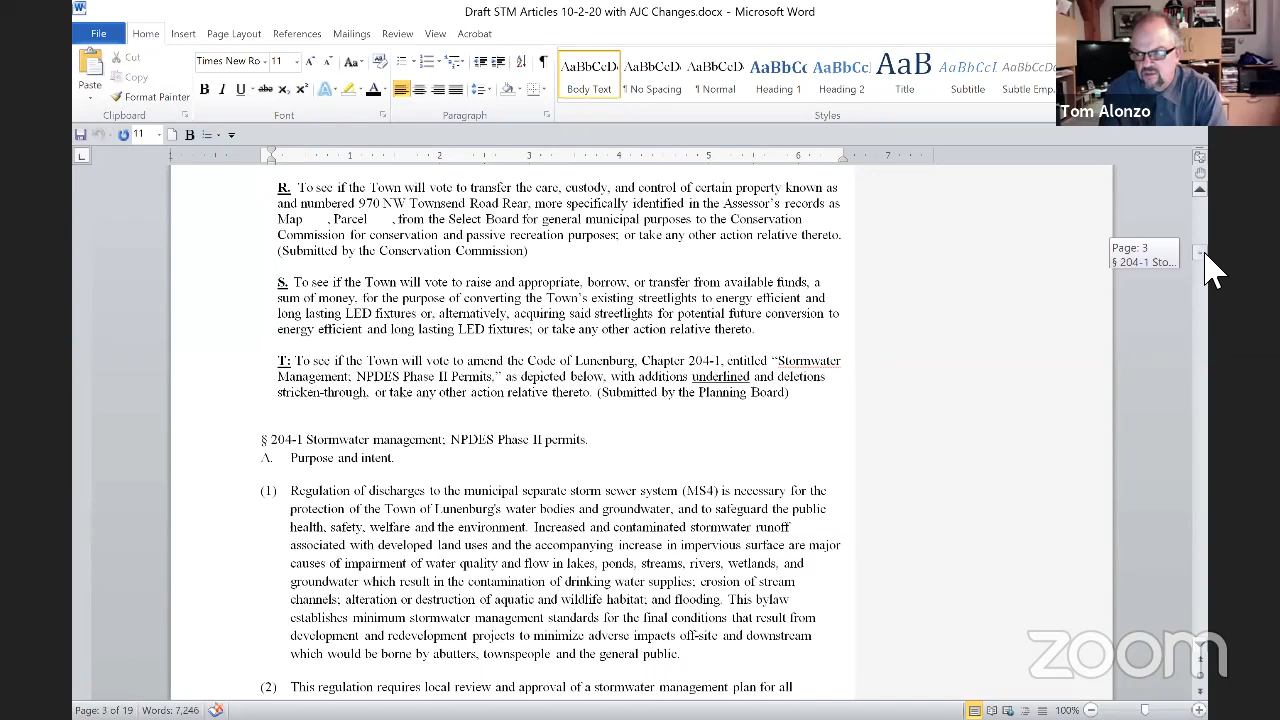 Draft STM Articles 10-2-20 with AJC Changes.docx - Microsoft Word
File Home Insert Page Layout References Mailings Review View Acrobat
Cut
Copy
Format Painter
Paste
Clipboard
Times New Ro 11
Font
Paragraph
AaBbCcDc AaBbCcDc AaBbCcDc AaBbCc AaBbCc AaB AaBbCcI AaBbCcDc
Body Text ¶ No Spacing ¶ Normal Heading 1 Heading 2 Title Subtitle Subtle Emp...
Styles
Tom Alonzo
11
1 2 3 4 5 6 7
R. To see if the Town will vote to transfer the care, custody, and control of certain property known as
and numbered 970 NW Townsend Road Rear, more specifically identified in the Assessor's records as
Map , Parcel , from the Select Board for general municipal purposes to the Conservation
Commission for conservation and passive recreation purposes; or take any other action relative thereto.
(Submitted by the Conservation Commission)
S. To see if the Town will vote to raise and appropriate, borrow, or transfer from available funds, a
sum of money, for the purpose of converting the Town's existing streetlights to energy efficient and
long lasting LED fixtures or, alternatively, acquiring said streetlights for potential future conversion to
energy efficient and long lasting LED fixtures; or take any other action relative thereto.
T: To see if the Town will vote to amend the Code of Lunenburg, Chapter 204-1, entitled “Stormwater
Management; NPDES Phase II Permits,” as depicted below, with additions underlined and deletions
stricken-through, or take any other action relative thereto. (Submitted by the Planning Board)
§ 204-1 Stormwater management; NPDES Phase II permits.
A. Purpose and intent.
(1) Regulation of discharges to the municipal separate storm sewer system (MS4) is necessary for the
protection of the Town of Lunenburg's water bodies and groundwater, and to safeguard the public
health, safety, welfare and the environment. Increased and contaminated stormwater runoff
associated with developed land uses and the accompanying increase in impervious surface are major
causes of impairment of water quality and flow in lakes, ponds, streams, rivers, wetlands, and
groundwater which result in the contamination of drinking water supplies; erosion of stream
channels; alteration or destruction of aquatic and wildlife habitat; and flooding. This bylaw
establishes minimum stormwater management standards for the final conditions that result from
development and redevelopment projects to minimize adverse impacts off-site and downstream
which would be borne by abutters, townspeople and the general public.
(2) This regulation requires local review and approval of a stormwater management plan for all
Page: 3
§ 204-1 Sto...
zoom
Page: 3 of 19 Words: 7,246 100%